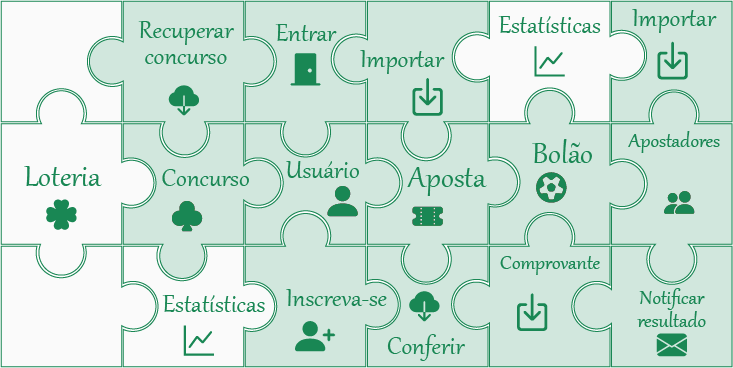 Recuperar
concurso
Entrar
Importar
Estatísticas
Importar
Loteria
Concurso
Usuário
Aposta
Bolão
Apostadores
Estatísticas
Inscreva-se
Conferir
Comprovante
Notificar
resultado